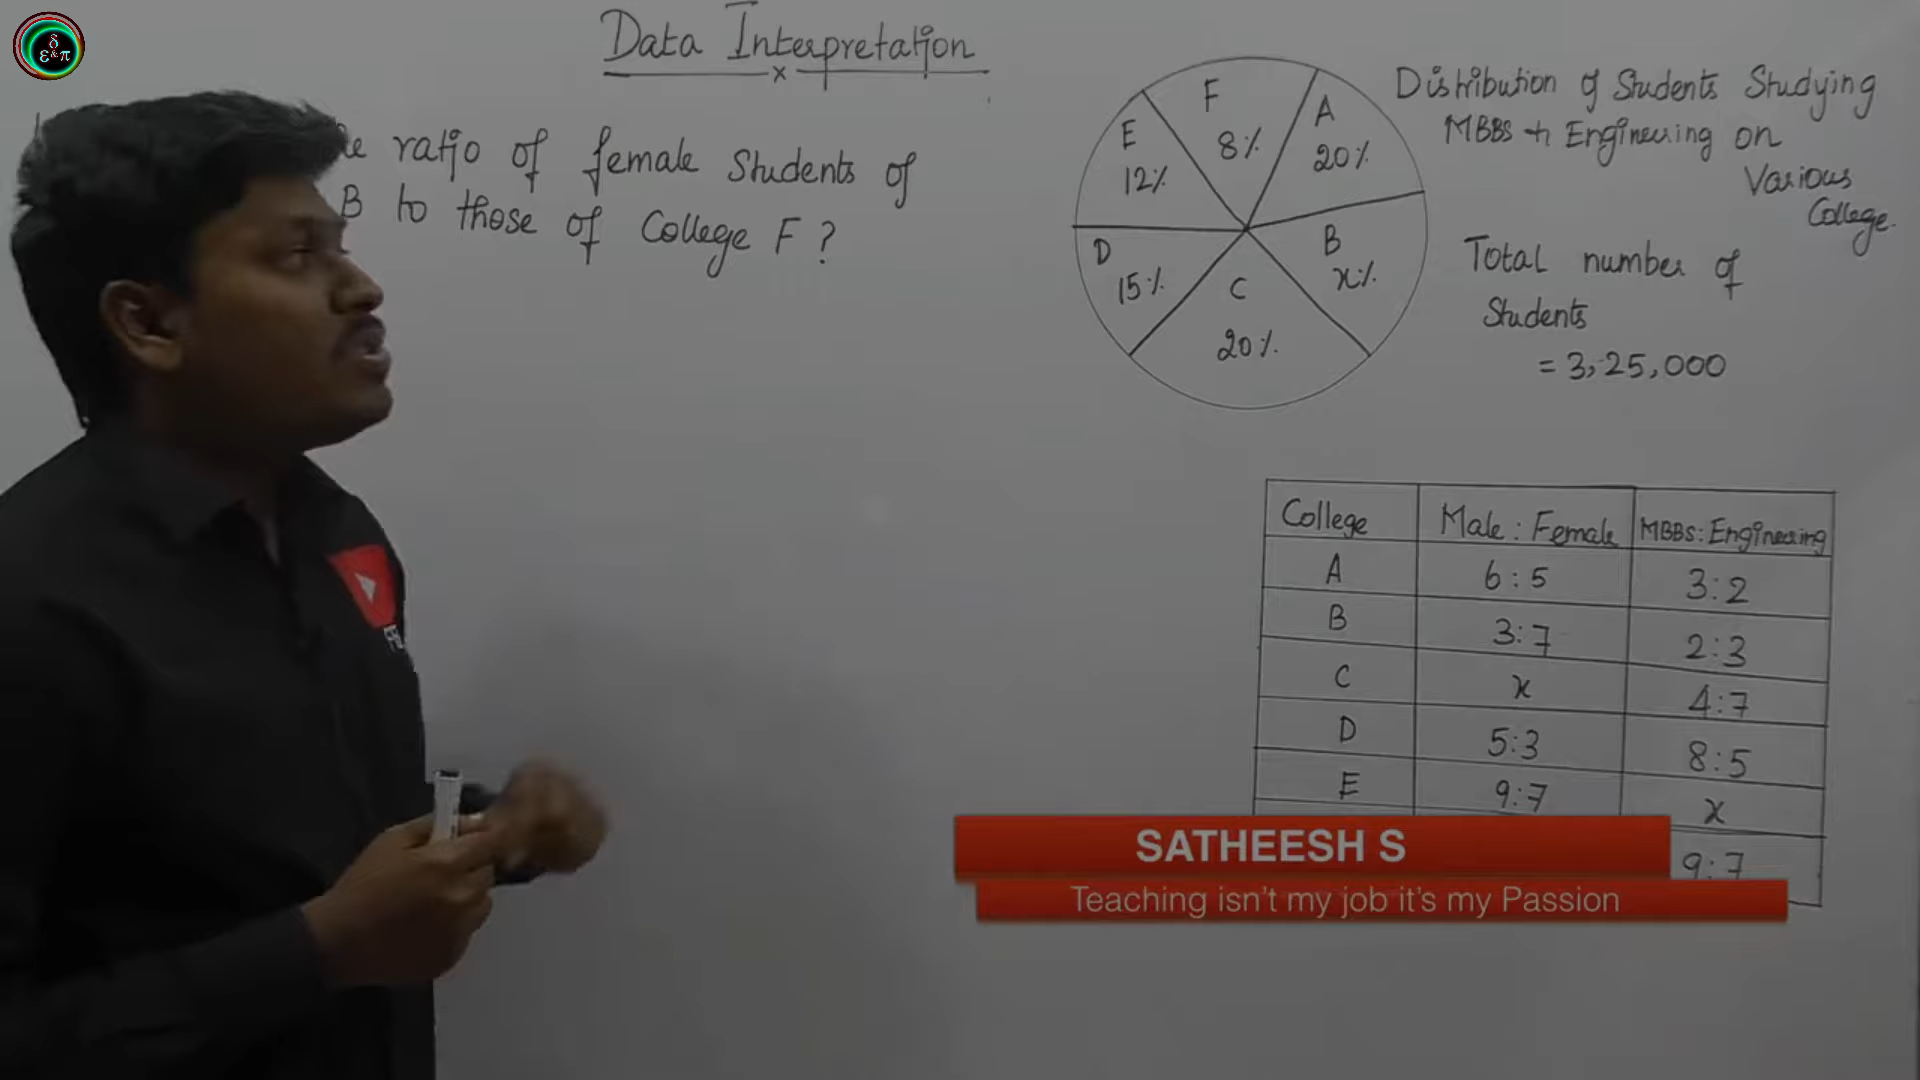 δ
ε&π
Data Interpretation
x
ratio of female Students of
B to those of College F ?
F
8%
A
20%
E
12%
B
x%
D
15%
C
20%
Distribution of Students Studying
MBBS + Engineering on
Various
College.
Total number of
Students
= 3,25,000
College Male : Female MBBS : Engineering
A 6 : 5 3 : 2
B 3 : 7 2 : 3
C x 4 : 7
D 5 : 3 8 : 5
E 9 : 7 x
9 : 7
SATHEESH S
Teaching isn't my job it's my Passion